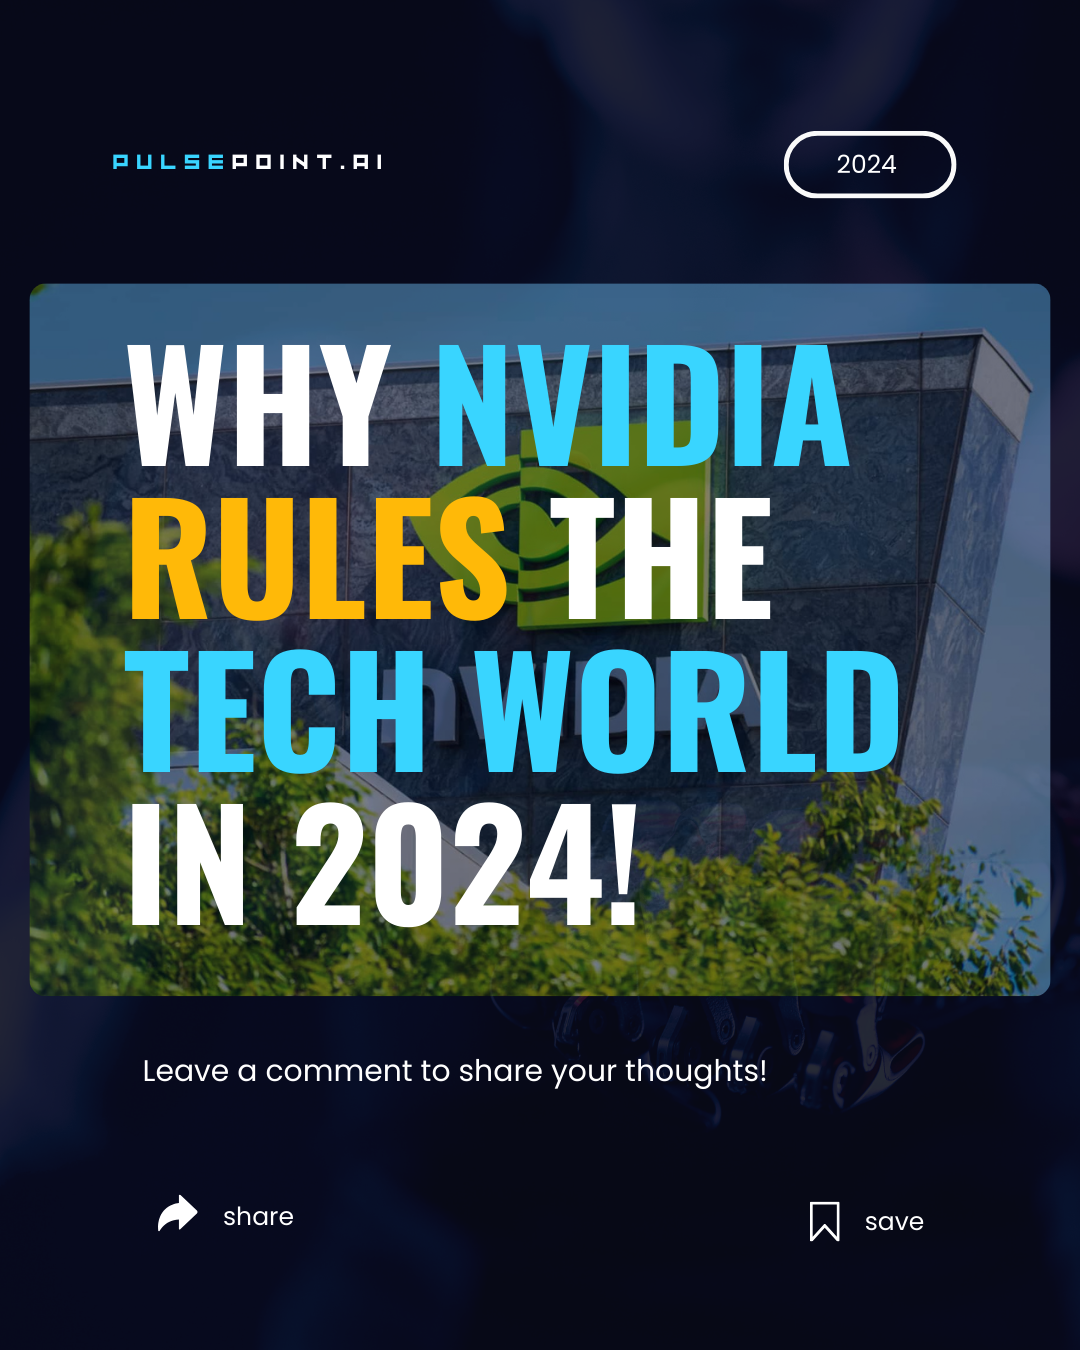 PULSEPOINT.AI
2024
WHY NVIDIA
RULES THE
TECH WORLD
IN 2024!
nVIDIA
Leave a comment to share your thoughts!
share
save